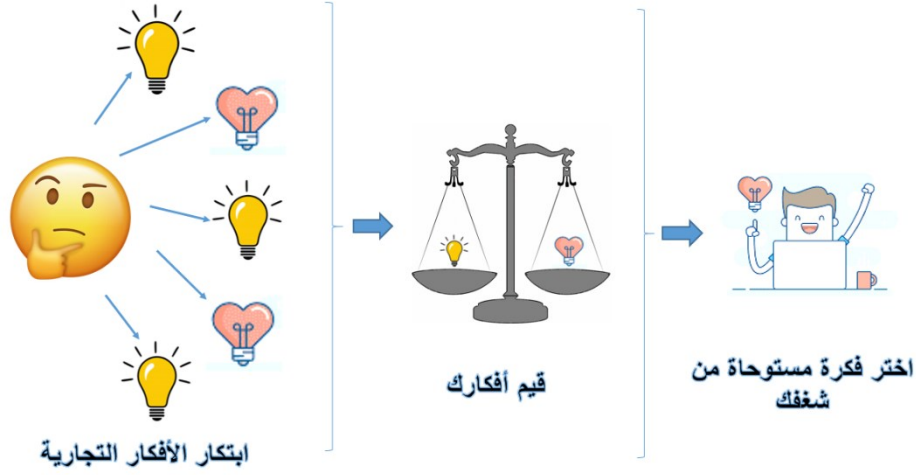 ابتكار الأفكار التجارية
قيم أفكارك
اختر فكرة مستوحاة من
شغفك